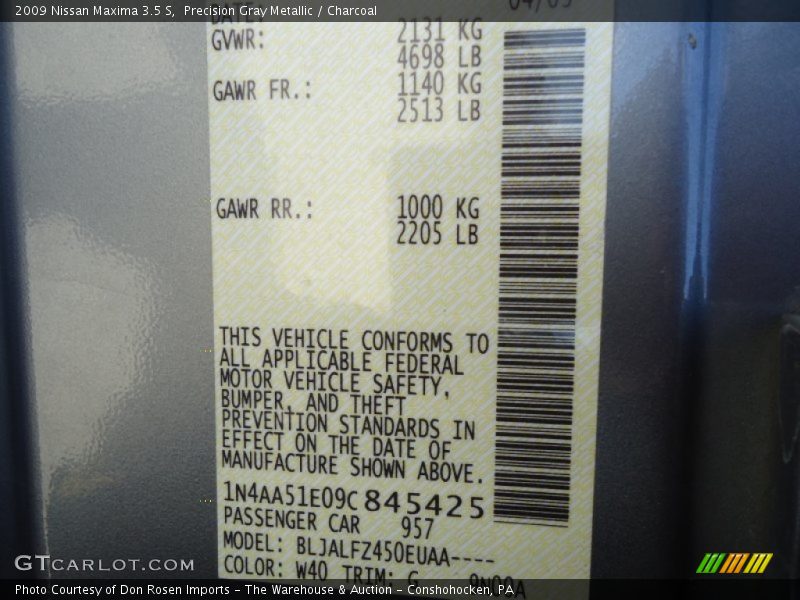 2009 Nissan Maxima 3.5 S, Precision Gray Metallic / Charcoal
DATE: 04/09
GVWR: 2131 KG
4698 LB
GAWR FR.: 1140 KG
2513 LB
GAWR RR.: 1000 KG
2205 LB
THIS VEHICLE CONFORMS TO
ALL APPLICABLE FEDERAL
MOTOR VEHICLE SAFETY,
BUMPER, AND THEFT
PREVENTION STANDARDS IN
EFFECT ON THE DATE OF
MANUFACTURE SHOWN ABOVE.
1N4AA51E09C845425
PASSENGER CAR 957
MODEL: BLJALFZ450EUAA----
COLOR: W40 TRIM: G
GTCARLOT.COM
Photo Courtesy of Don Rosen Imports – The Warehouse & Auction – Conshohocken, PA